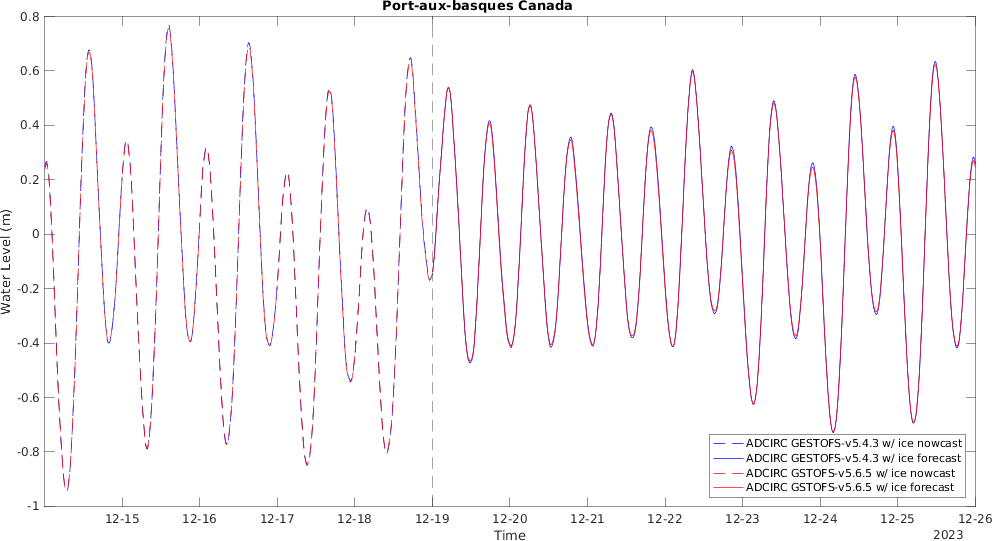 Port-aux-basques Canada
0.8
0.6
0.4
0.2
0
-0.2
-0.4
-0.6
-0.8
-1
Water Level (m)
ADCIRC GESTOFS-v5.4.3 w/ ice nowcast
ADCIRC GESTOFS-v5.4.3 w/ ice forecast
ADCIRC GSTOFS-v5.6.5 w/ ice nowcast
ADCIRC GSTOFS-v5.6.5 w/ ice forecast
12-15 12-16 12-17 12-18 12-19 12-20 12-21 12-22 12-23 12-24 12-25 12-26
Time
2023